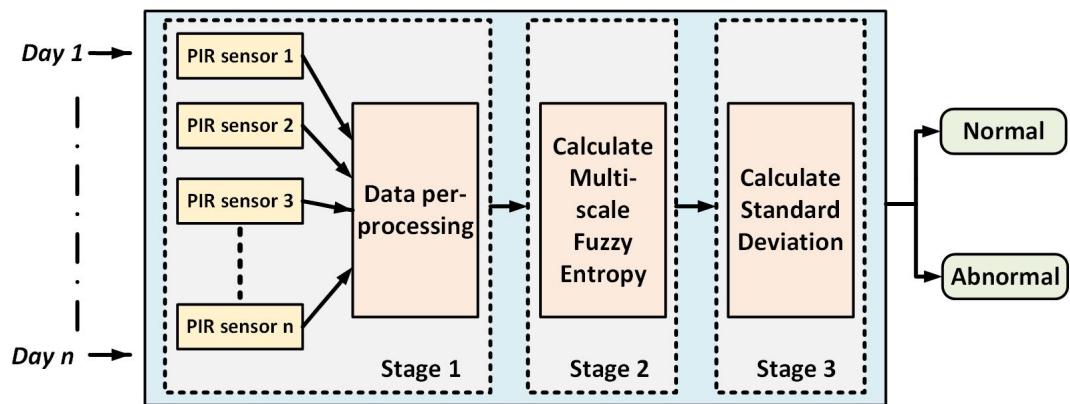 Day 1
Day n
PIR sensor 1
PIR sensor 2
PIR sensor 3
PIR sensor n
Data per-
processing
Stage 1
Calculate
Multi-
scale
Fuzzy
Entropy
Stage 2
Calculate
Standard
Deviation
Stage 3
Normal
Abnormal